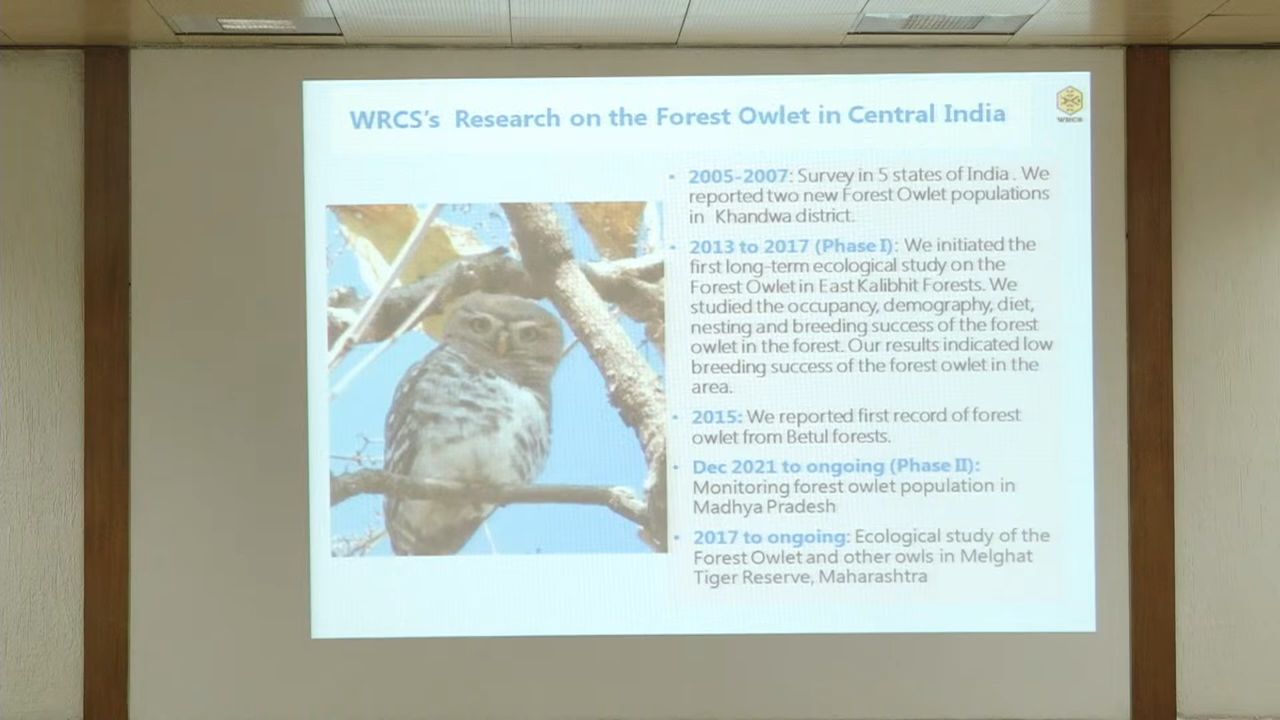 WRCS's Research on the Forest Owlet in Central India
WRCS
• 2005-2007: Survey in 5 states of India. We
reported two new Forest Owlet populations
in Khandwa district.
• 2013 to 2017 (Phase I): We initiated the
first long-term ecological study on the
Forest Owlet in East Kalibhit Forests. We
studied the occupancy, demography, diet,
nesting and breeding success of the forest
owlet in the forest. Our results indicated low
breeding success of the forest owlet in the
area.
• 2015: We reported first record of forest
owlet from Betul forests.
• Dec 2021 to ongoing (Phase II):
Monitoring forest owlet population in
Madhya Pradesh
• 2017 to ongoing: Ecological study of the
Forest Owlet and other owls in Melghat
Tiger Reserve, Maharashtra